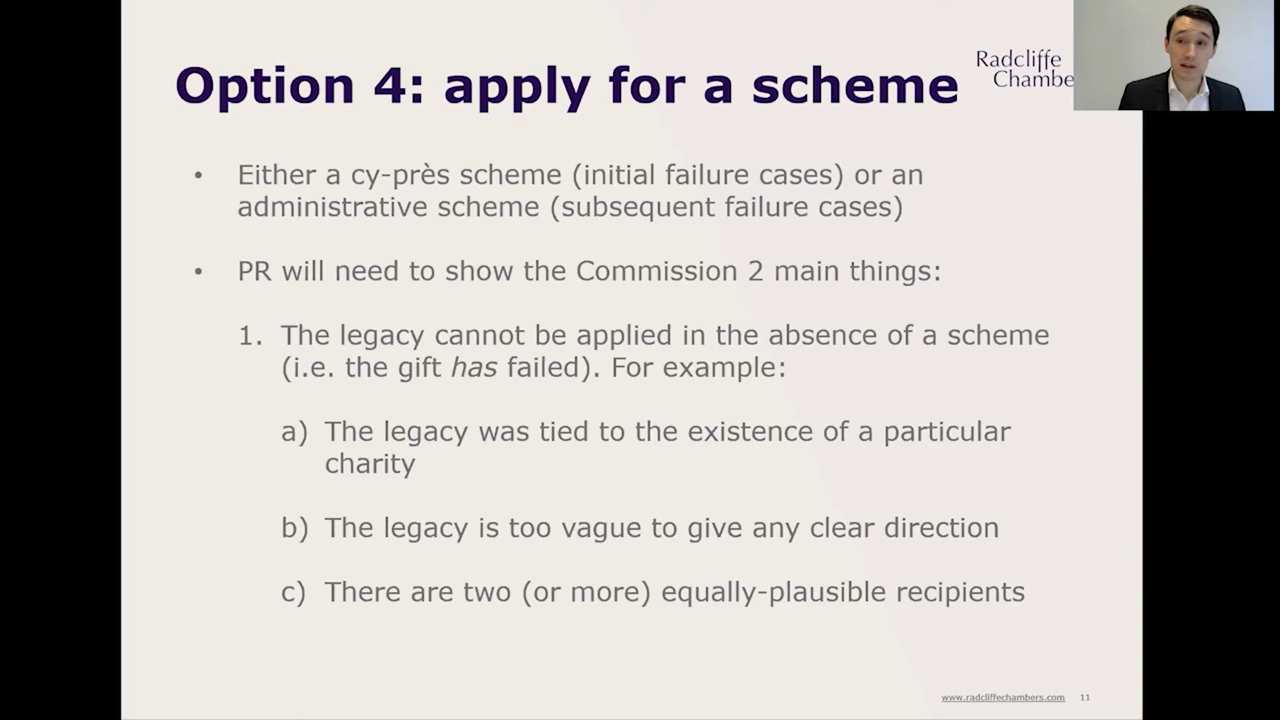 Option 4: apply for a scheme
Radcliffe
Chambe
• Either a cy-près scheme (initial failure cases) or an
administrative scheme (subsequent failure cases)
• PR will need to show the Commission 2 main things:
1. The legacy cannot be applied in the absence of a scheme
(i.e. the gift has failed). For example:
a) The legacy was tied to the existence of a particular
charity
b) The legacy is too vague to give any clear direction
c) There are two (or more) equally-plausible recipients
www.radcliffechambers.com 11